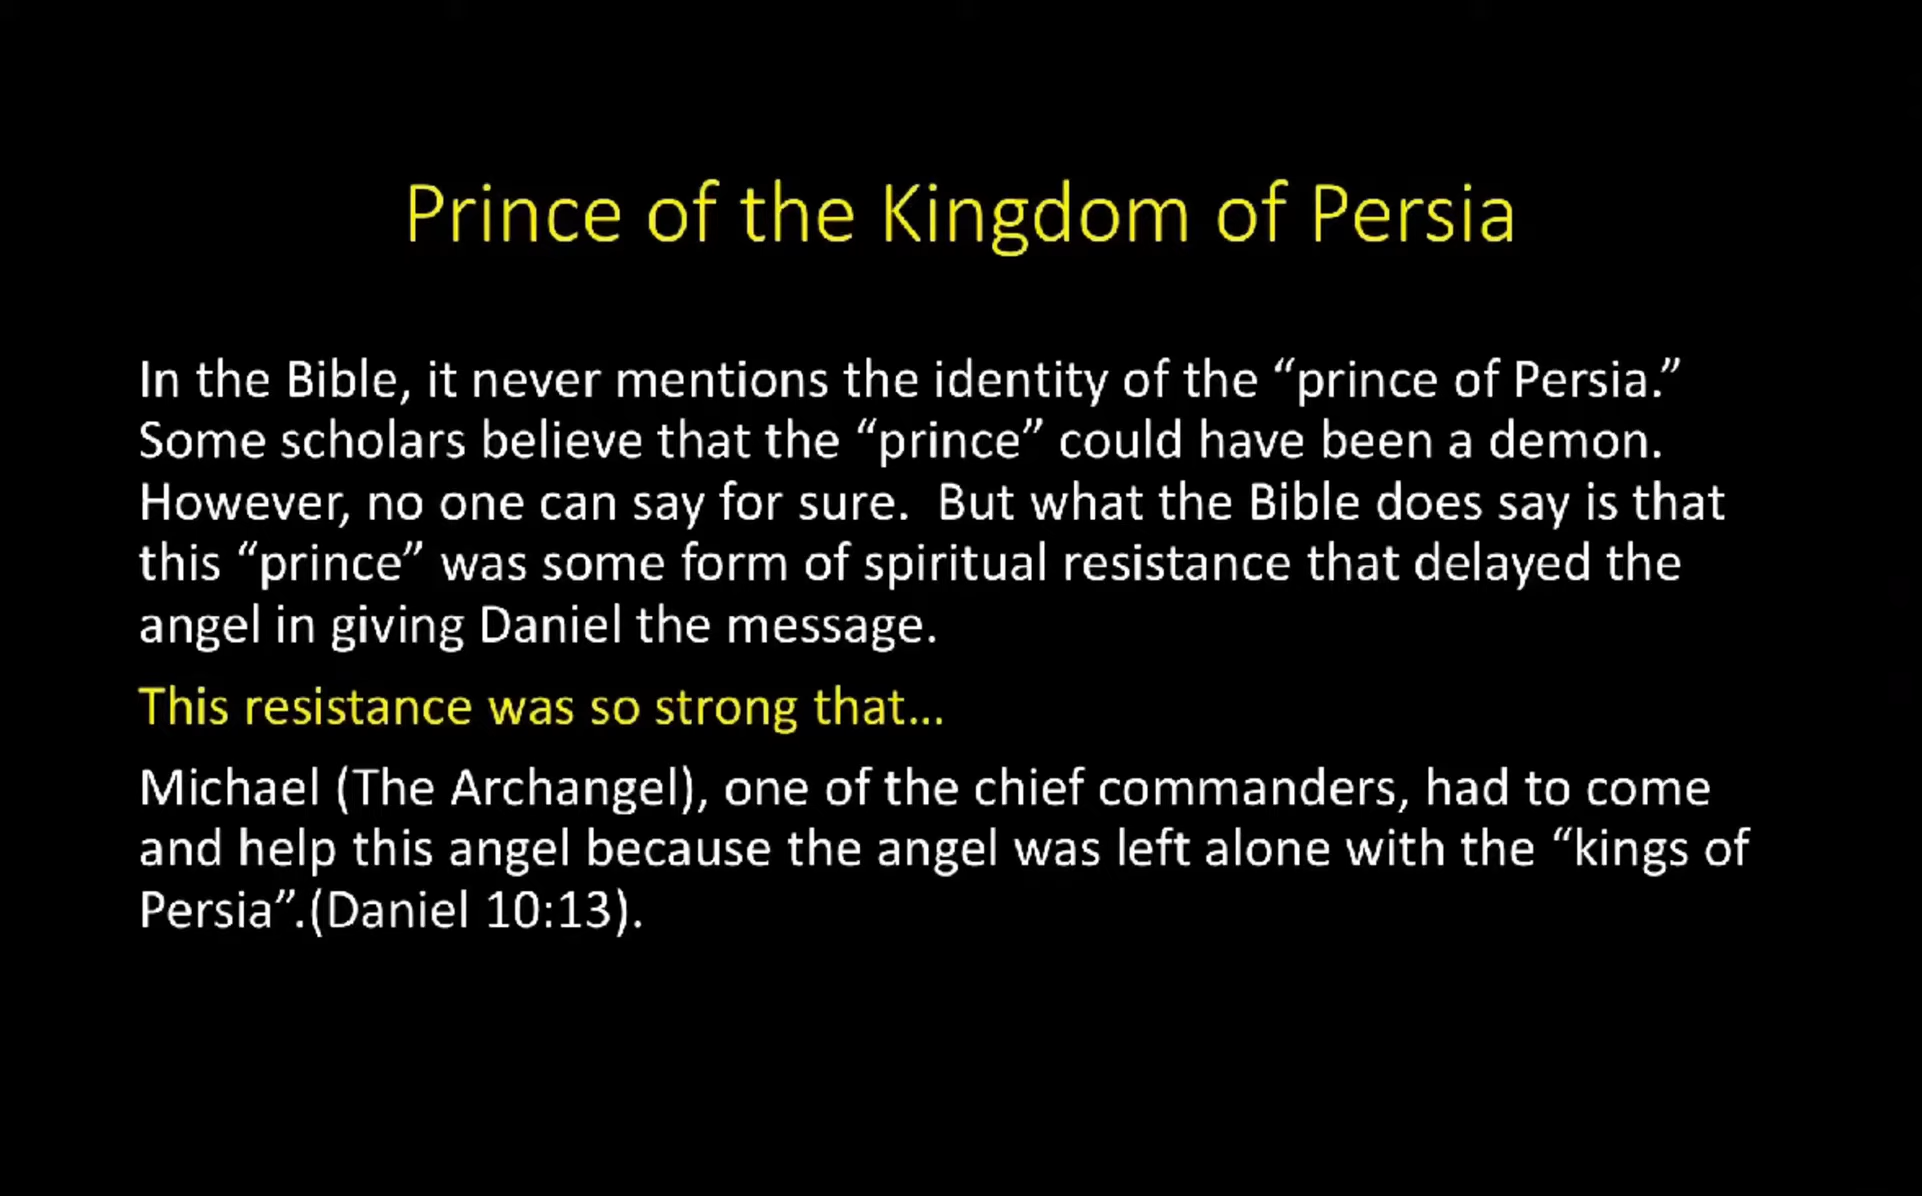 Prince of the Kingdom of Persia
In the Bible, it never mentions the identity of the “prince of Persia.”
Some scholars believe that the “prince” could have been a demon.
However, no one can say for sure.  But what the Bible does say is that
this “prince” was some form of spiritual resistance that delayed the
angel in giving Daniel the message.
This resistance was so strong that…
Michael (The Archangel), one of the chief commanders, had to come
and help this angel because the angel was left alone with the “kings of
Persia”.(Daniel 10:13).